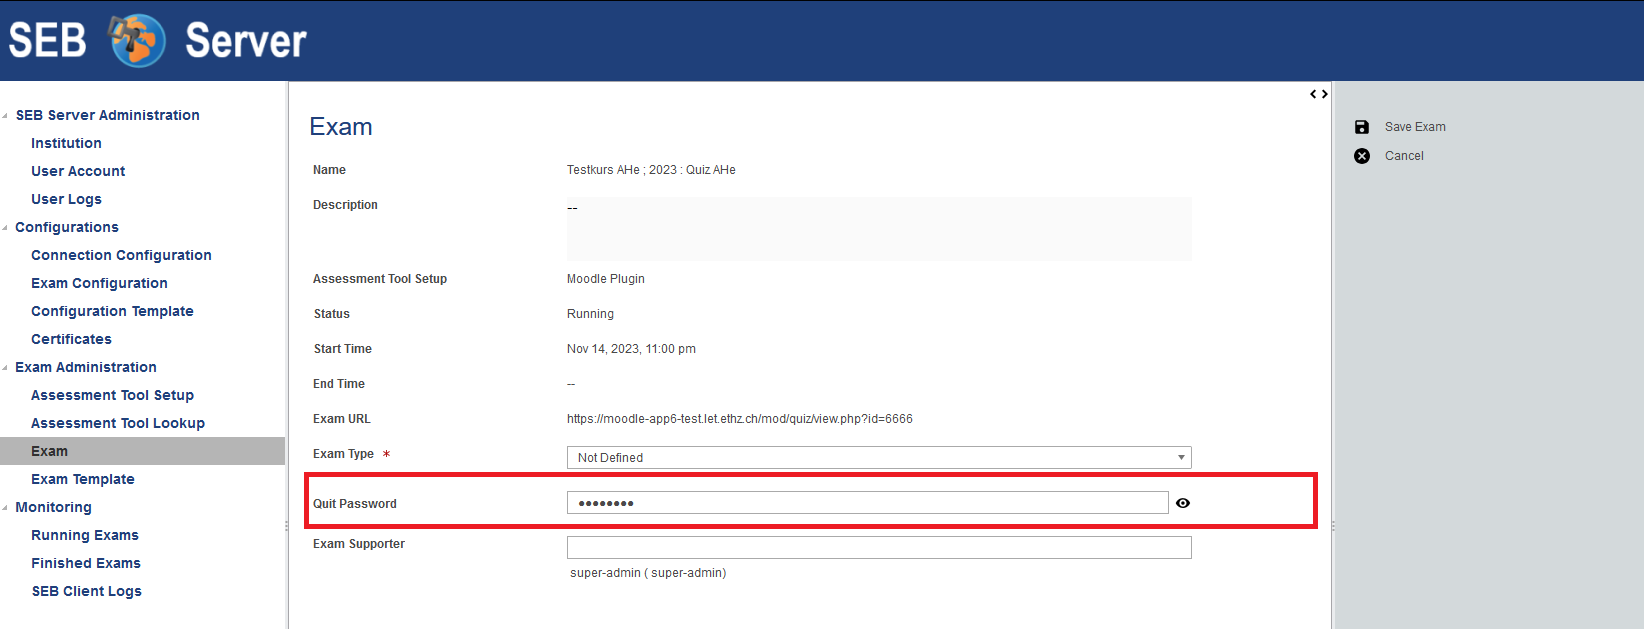 SEB Server
SEB Server Administration
Institution
User Account
User Logs
Configurations
Connection Configuration
Exam Configuration
Configuration Template
Certificates
Exam Administration
Assessment Tool Setup
Assessment Tool Lookup
Exam
Exam Template
Monitoring
Running Exams
Finished Exams
SEB Client Logs
Exam
Name Testkurs AHe ; 2023 : Quiz AHe
Description --
Assessment Tool Setup Moodle Plugin
Status Running
Start Time Nov 14, 2023, 11:00 pm
End Time --
Exam URL https://moodle-app6-test.let.ethz.ch/mod/quiz/view.php?id=6666
Exam Type * Not Defined
Quit Password ••••••••
Exam Supporter
super-admin ( super-admin)
Save Exam
Cancel